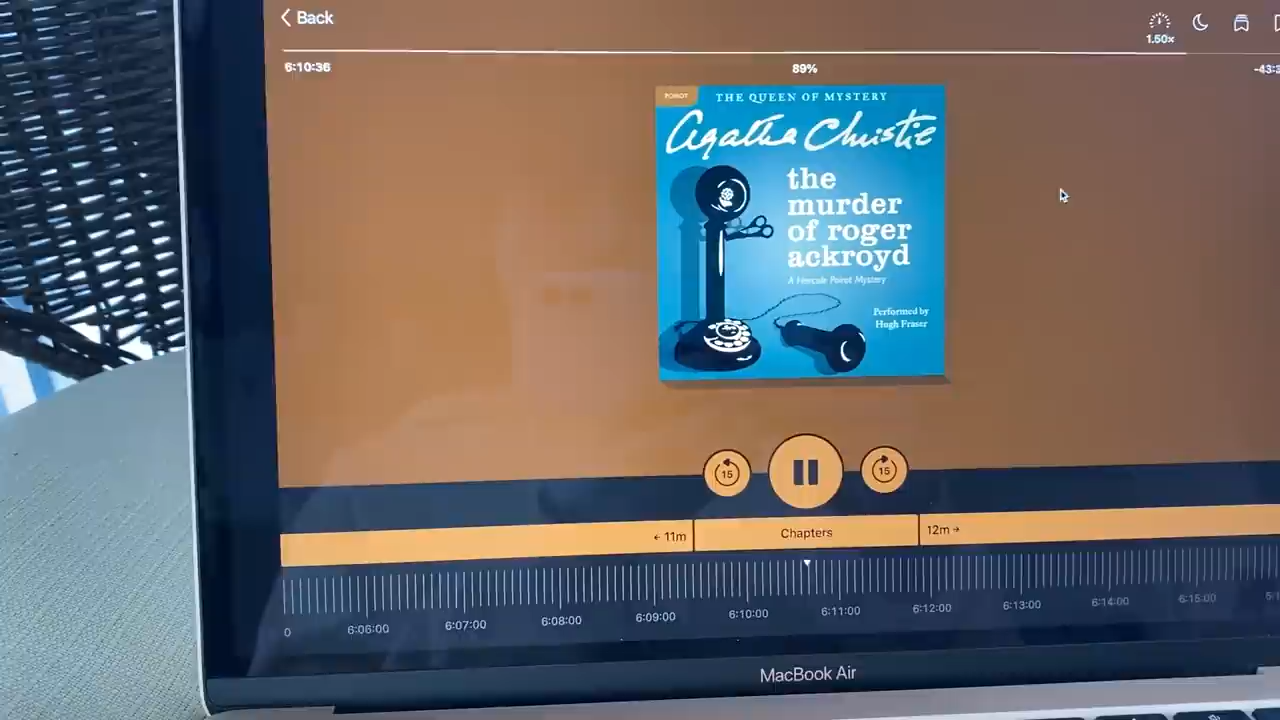 Back
1.50×
6:10:36
89%
-43:3
POIROT
THE QUEEN OF MYSTERY
Agatha Christie
the
murder
of roger
ackroyd
A Hercule Poirot Mystery
Performed by
Hugh Fraser
15
15
← 11m
Chapters
12m →
0
6:06:00
6:07:00
6:08:00
6:09:00
6:10:00
6:11:00
6:12:00
6:13:00
6:14:00
6:15:00
MacBook Air